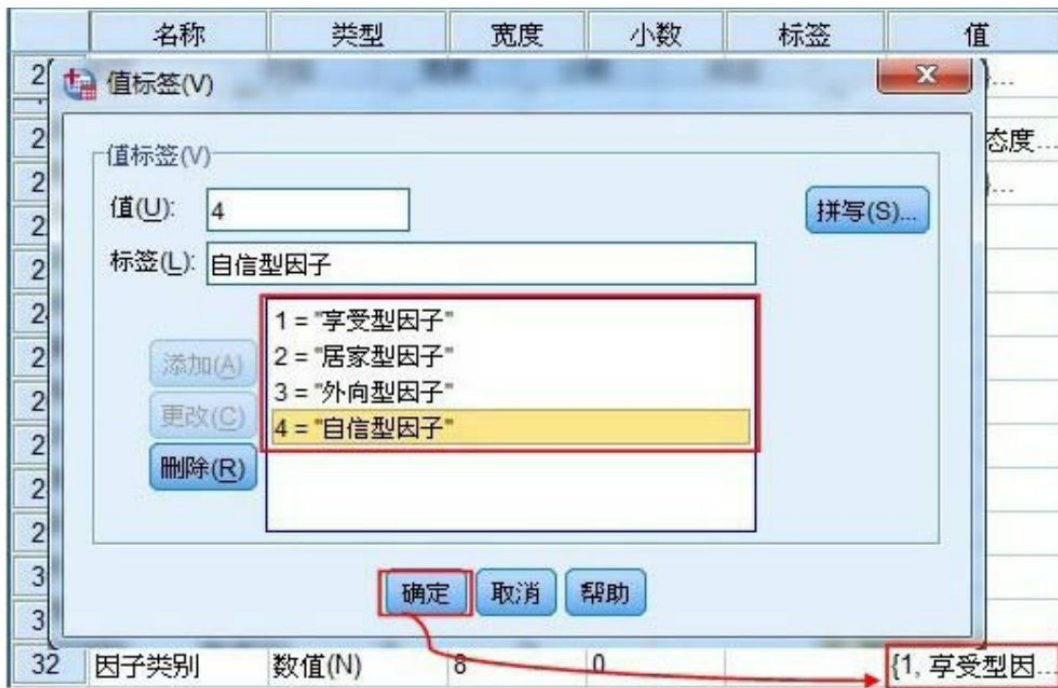 名称 类型 宽度 小数 标签 值
值标签(V)
态度...
值标签(V)
值(U): 4 拼写(S)...
标签(L): 自信型因子
1 = "享受型因子"
添加(A) 2 = "居家型因子"
3 = "外向型因子"
更改(C) 4 = "自信型因子"
删除(R)
确定 取消 帮助
32 因子类别 数值(N) 8 0 {1, 享受型因...